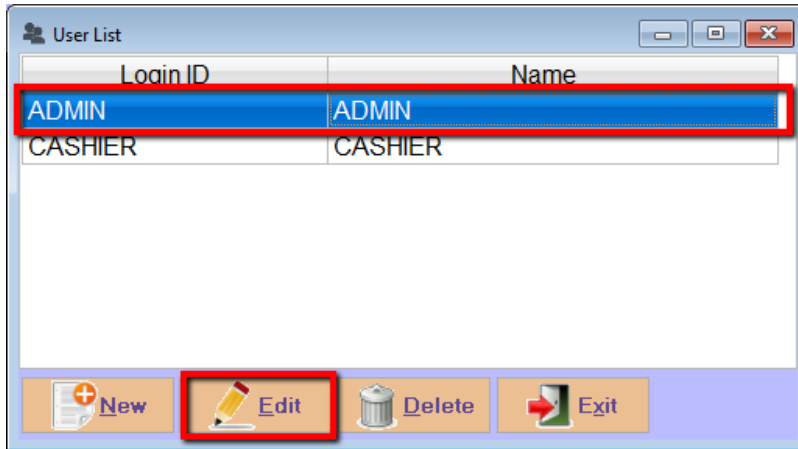 User List
Login ID Name
ADMIN ADMIN
CASHIER CASHIER
New Edit Delete Exit